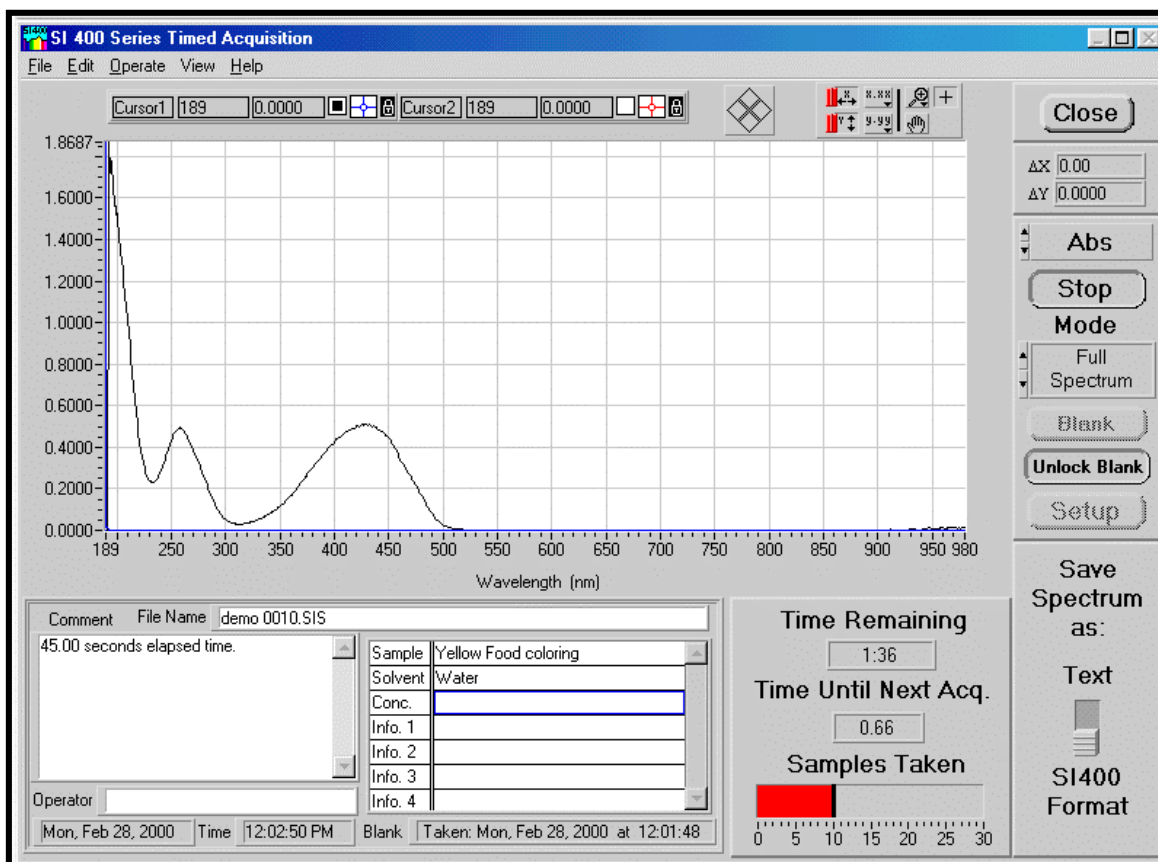 SI400
SI 400 Series Timed Acquisition
File Edit Operate View Help
Cursor1 189 0.0000 Cursor2 189 0.0000
X x.xx
Y y.yy
Close
ΔX 0.00
ΔY 0.0000
Abs
Stop
Mode
Full
Spectrum
Blank
Unlock Blank
Setup
1.8687
1.6000
1.4000
1.2000
1.0000
0.8000
0.6000
0.4000
0.2000
0.0000
189 250 300 350 400 450 500 550 600 650 700 750 800 850 900 950 980
Wavelength (nm)
Comment File Name demo 0010.SIS
45.00 seconds elapsed time.
Sample Yellow Food coloring
Solvent Water
Conc.
Info. 1
Info. 2
Info. 3
Info. 4
Operator
Mon, Feb 28, 2000 Time 12:02:50 PM Blank Taken: Mon, Feb 28, 2000 at 12:01:48
Time Remaining
1:36
Time Until Next Acq.
0.66
Samples Taken
0 5 10 15 20 25 30
Save
Spectrum
as:
Text
SI400
Format